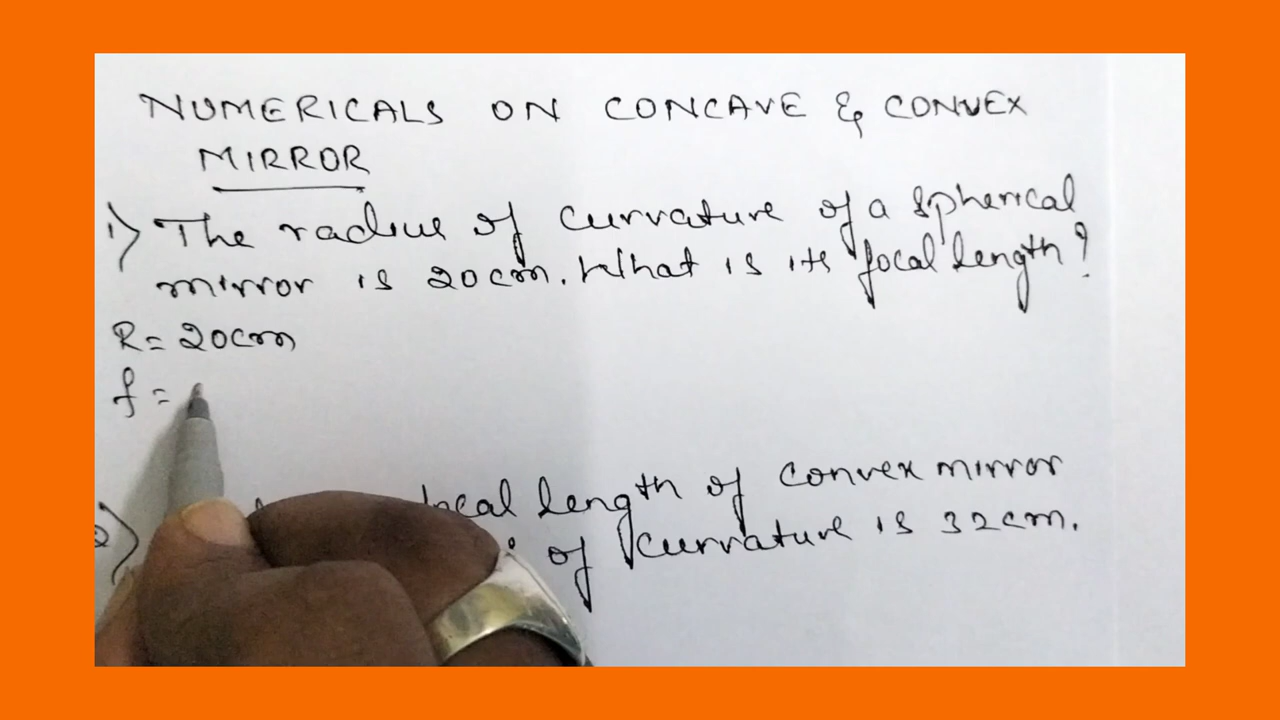 NUMERICALS ON CONCAVE & CONVEX
MIRROR
1) The radius of curvature of a spherical
mirror is 20cm. What is its focal length?
R = 20cm
f =
2) focal length of convex mirror
of curvature is 32cm.